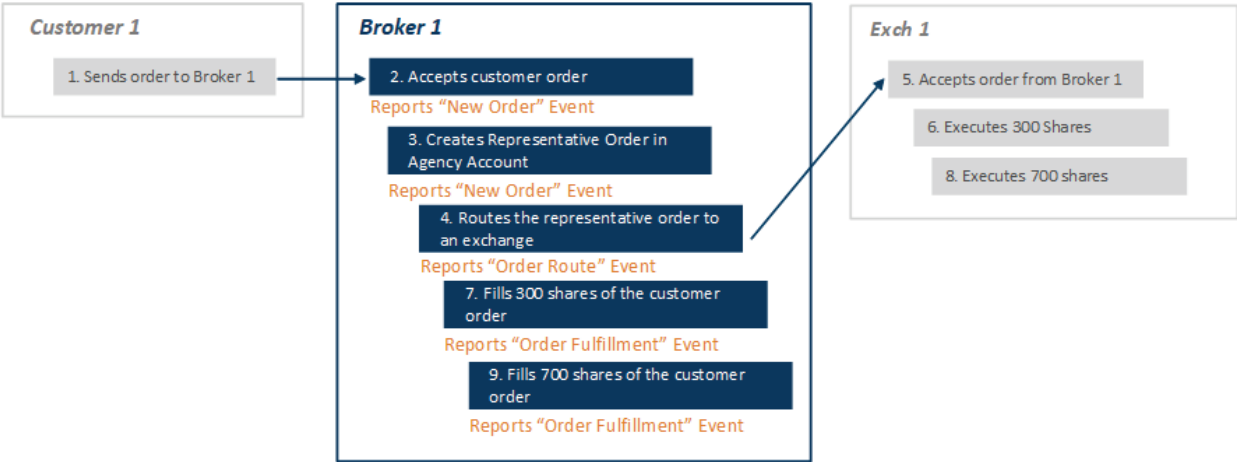 Customer 1
1. Sends order to Broker 1
Broker 1
2. Accepts customer order
Reports “New Order” Event
3. Creates Representative Order in
Agency Account
Reports “New Order” Event
4. Routes the representative order to
an exchange
Reports “Order Route” Event
7. Fills 300 shares of the customer
order
Reports “Order Fulfillment” Event
9. Fills 700 shares of the customer
order
Reports “Order Fulfillment” Event
Exch 1
5. Accepts order from Broker 1
6. Executes 300 Shares
8. Executes 700 shares